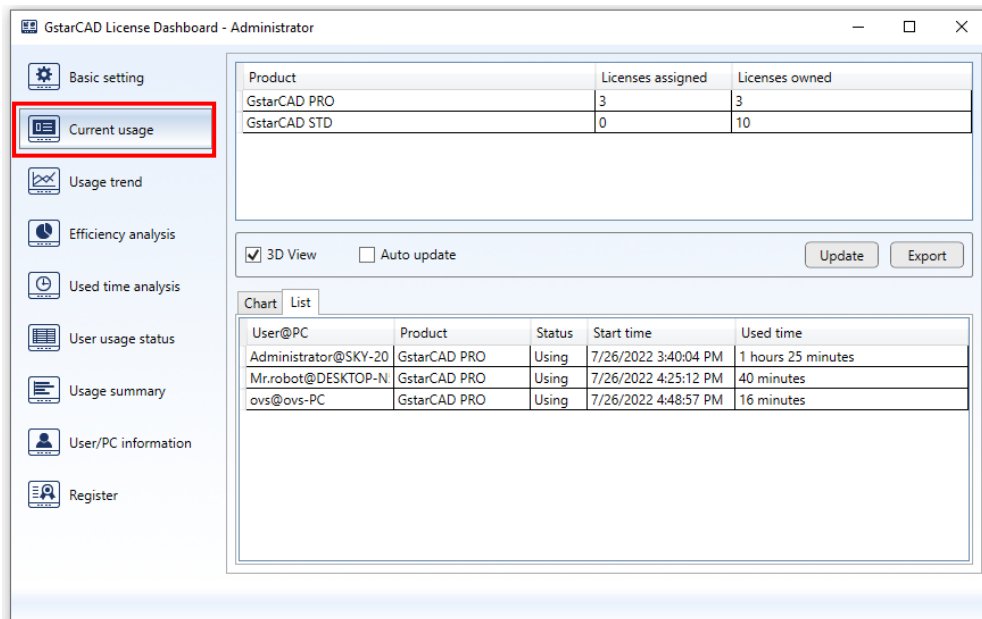 GstarCAD License Dashboard - Administrator
Basic setting
Current usage
Usage trend
Efficiency analysis
Used time analysis
User usage status
Usage summary
User/PC information
Register
Product Licenses assigned Licenses owned
GstarCAD PRO 3 3
GstarCAD STD 0 10
3D View Auto update Update Export
Chart List
User@PC Product Status Start time Used time
Administrator@SKY-20 GstarCAD PRO Using 7/26/2022 3:40:04 PM 1 hours 25 minutes
Mr.robot@DESKTOP-N GstarCAD PRO Using 7/26/2022 4:25:12 PM 40 minutes
ovs@ovs-PC GstarCAD PRO Using 7/26/2022 4:48:57 PM 16 minutes